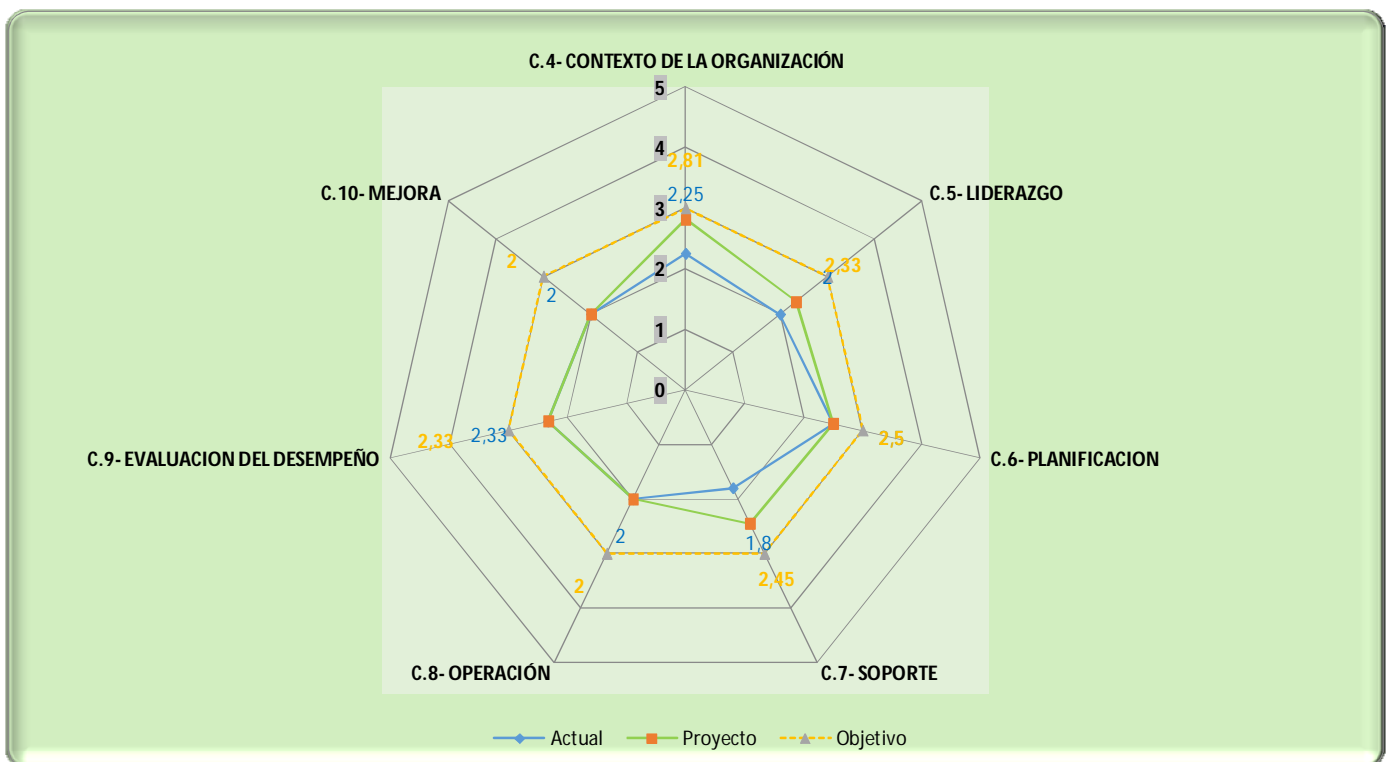 C.4- CONTEXTO DE LA ORGANIZACIÓN
5
4
2,81
2,25
3
2
1
0
C.10- MEJORA
2
2
C.5- LIDERAZGO
2,33
2
C.9- EVALUACION DEL DESEMPEÑO
2,33
2,33
2,5
C.6- PLANIFICACION
2
2
1,8
2,45
C.8- OPERACIÓN
C.7- SOPORTE
Actual Proyecto Objetivo